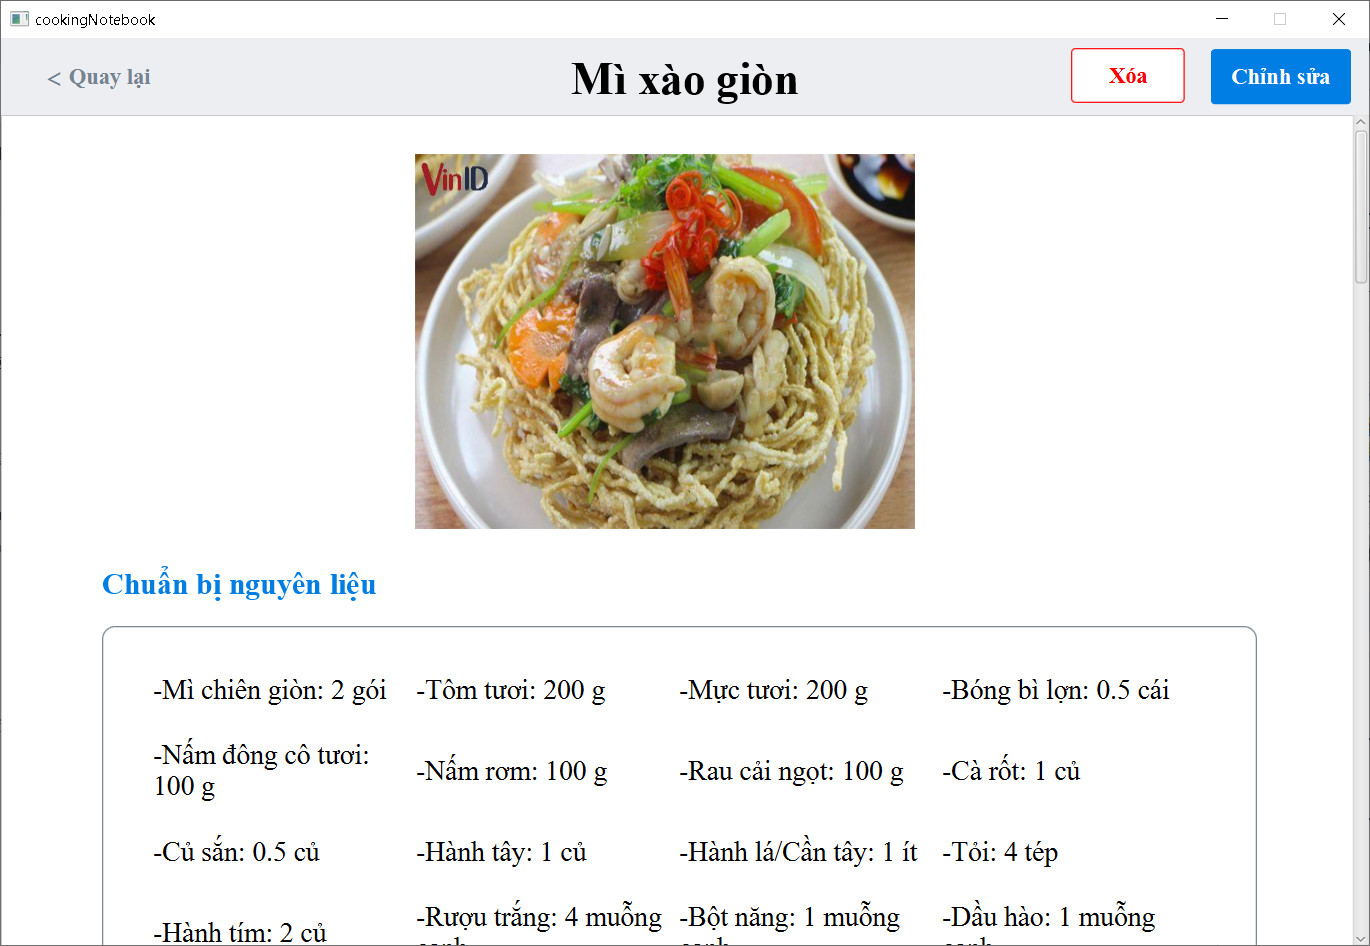 cookingNotebook
< Quay lại
Mì xào giòn
Xóa
Chỉnh sửa
VinID
Chuẩn bị nguyên liệu
-Mì chiên giòn: 2 gói
-Tôm tươi: 200 g
-Mực tươi: 200 g
-Bóng bì lợn: 0.5 cái
-Nấm đông cô tươi:
100 g
-Nấm rơm: 100 g
-Rau cải ngọt: 100 g
-Cà rốt: 1 củ
-Củ sắn: 0.5 củ
-Hành tây: 1 củ
-Hành lá/Cần tây: 1 ít
-Tỏi: 4 tép
-Hành tím: 2 củ
-Rượu trắng: 4 muỗng
-Bột năng: 1 muỗng
-Dầu hào: 1 muỗng